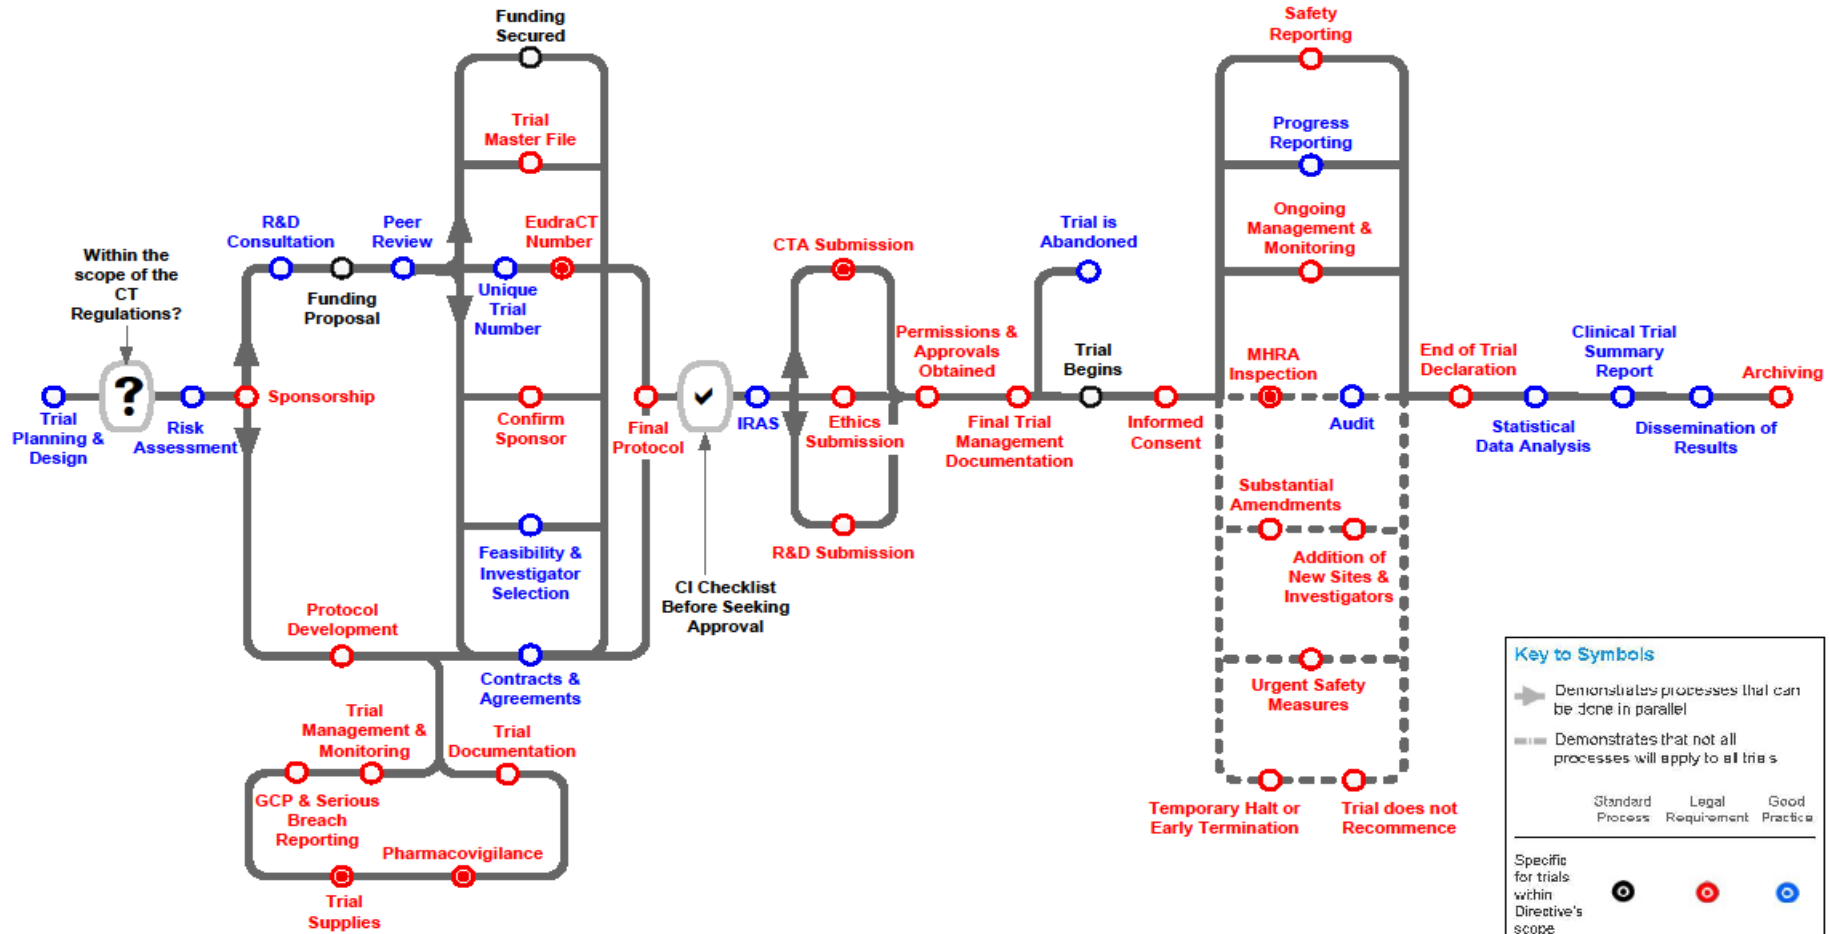 Funding
Secured
Safety
Reporting
Trial
Master File
Progress
Reporting
R&D
Consultation
Peer
Review
EudraCT
Number
Ongoing
Management &
Monitoring
Trial is
Abandoned
CTA Submission
Within the
scope of the
CT
Regulations?
Funding
Proposal
Unique
Trial
Number
Permissions &
Approvals
Obtained
Trial
Begins
MHRA
Inspection
End of Trial
Declaration
Clinical Trial
Summary
Report
Archiving
?
Sponsorship
Trial
Planning &
Design
Risk
Assessment
Confirm
Sponsor
Final
Protocol
IRAS
Ethics
Submission
Final Trial
Management
Documentation
Informed
Consent
Audit
Statistical
Data Analysis
Dissemination of
Results
Substantial
Amendments
R&D Submission
Feasibility &
Investigator
Selection
Addition of
New Sites &
Investigators
CI Checklist
Before Seeking
Approval
Protocol
Development
Contracts &
Agreements
Urgent Safety
Measures
Trial
Management &
Monitoring
Trial
Documentation
GCP & Serious
Breach
Reporting
Pharmacovigilance
Trial
Supplies
Temporary Halt or
Early Termination
Trial does not
Recommence
Key to Symbols
Demonstrates processes that can
be done in parallel
Demonstrates that not all
processes will apply to all trials
Standard
Process
Legal
Requirement
Good
Practice
Specific
for trials
within
Directive's
scope